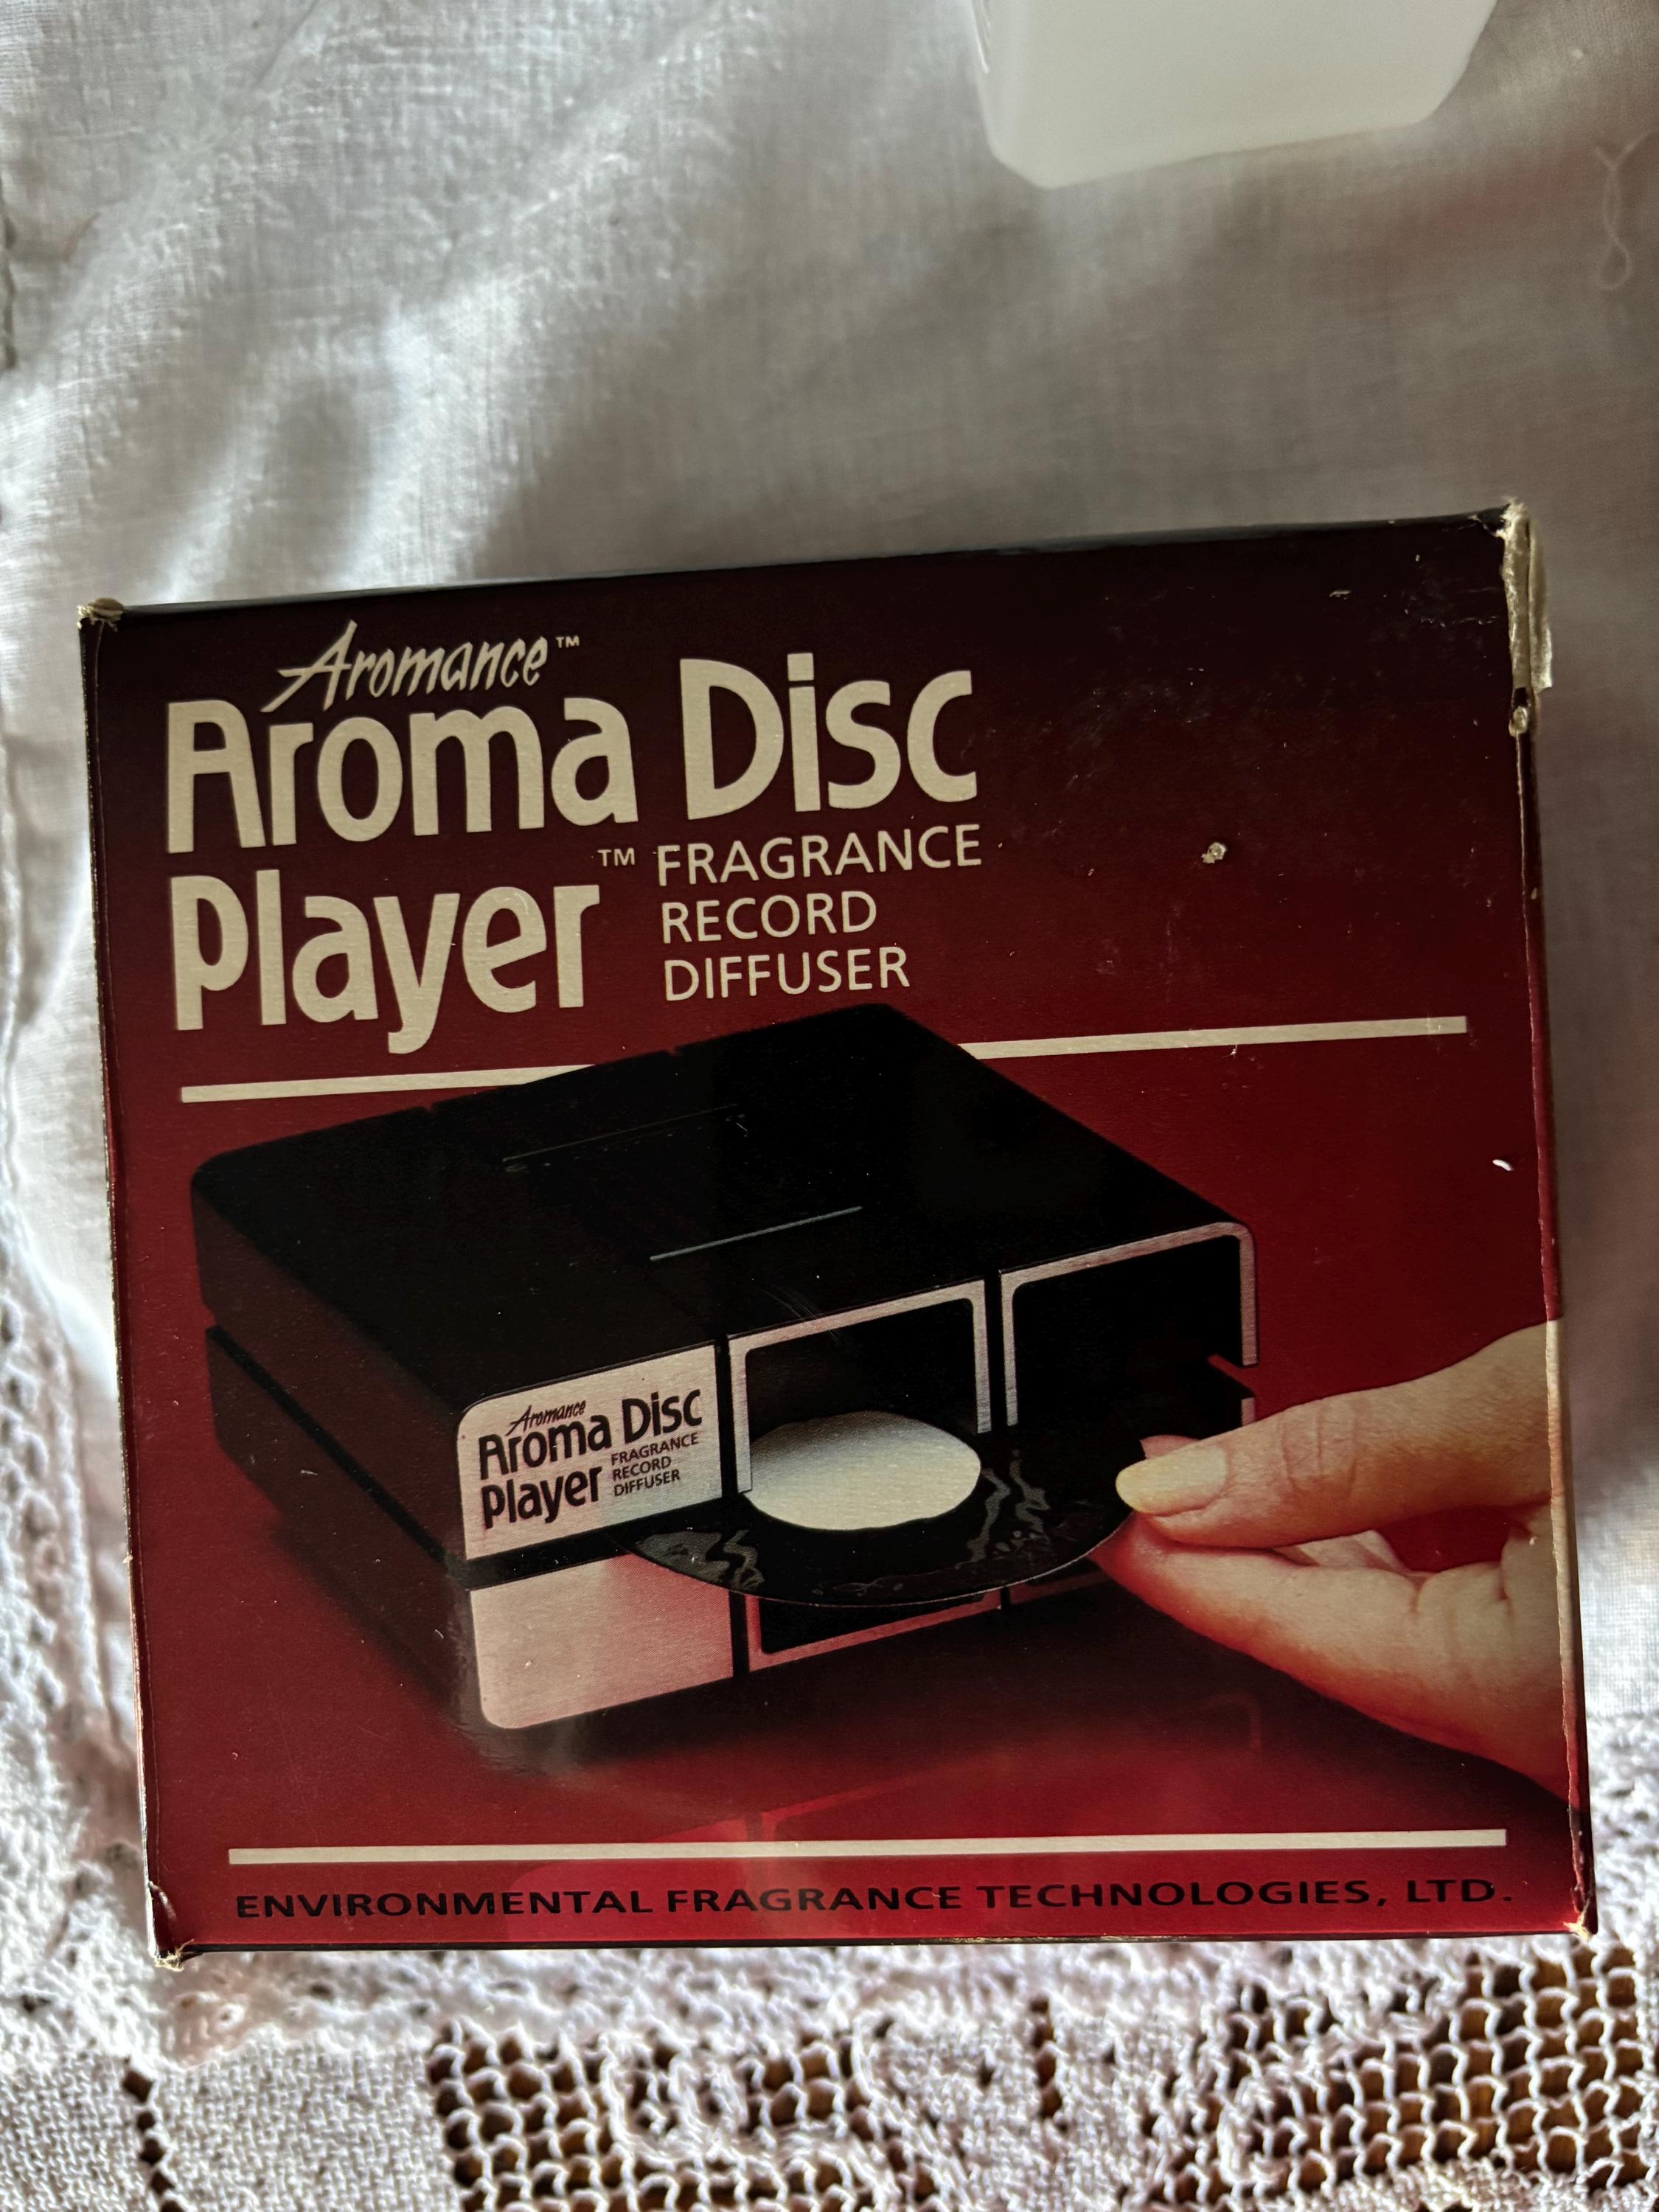 Aromance™
Aroma Disc
Player™ FRAGRANCE
RECORD
DIFFUSER
Aromance
Aroma Disc
Player FRAGRANCE
RECORD
DIFFUSER
ENVIRONMENTAL FRAGRANCE TECHNOLOGIES, LTD.